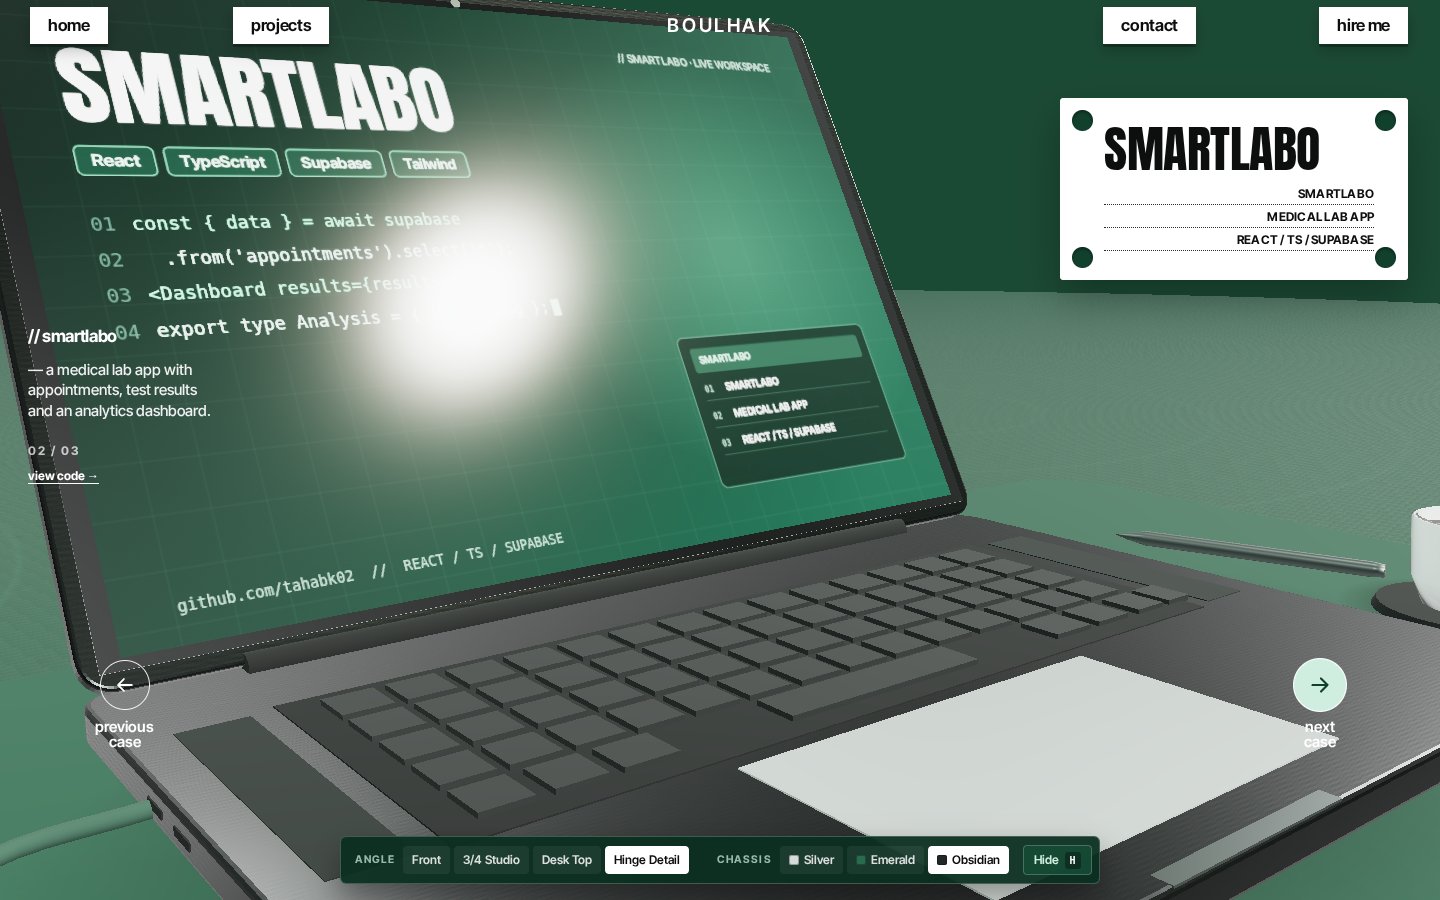 home
projects
BOULHAK
contact
hire me
SMARTLABO
// SMARTLABO · LIVE WORKSPACE
React
TypeScript
Supabase
Tailwind
01 const { data } = await supabase
02 .from('appointments').select
03 <Dashboard results={result
04 export type Analysis = {
SMARTLABO
01 SMARTLABO
02 MEDICAL LAB APP
03 REACT / TS / SUPABASE
github.com/tahabk02 // REACT / TS / SUPABASE
SMARTLABO
SMARTLABO
MEDICAL LAB APP
REACT / TS / SUPABASE
// smartlabo
— a medical lab app with
appointments, test results
and an analytics dashboard.
02 / 03
view code →
previous
case
next
case
ANGLE
Front
3/4 Studio
Desk Top
Hinge Detail
CHASSIS
Silver
Emerald
Obsidian
Hide H